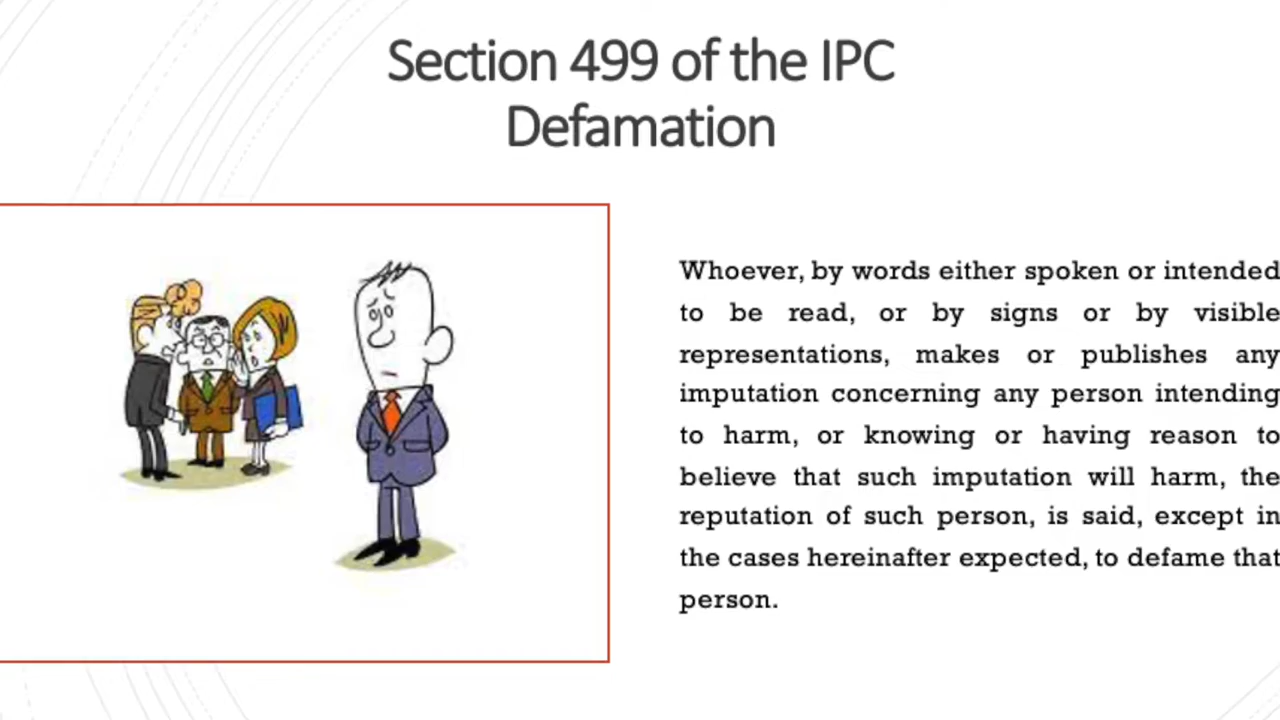 Section 499 of the IPC
Defamation
Whoever, by words either spoken or intended
to be read, or by signs or by visible
representations, makes or publishes any
imputation concerning any person intending
to harm, or knowing or having reason to
believe that such imputation will harm, the
reputation of such person, is said, except in
the cases hereinafter expected, to defame that
person.